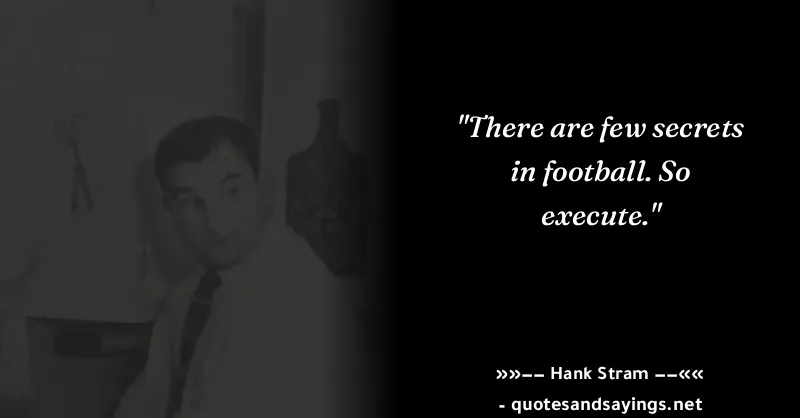 "There are few secrets
in football. So
execute."
»»–– Hank Stram ––««
- quotesandsayings.net